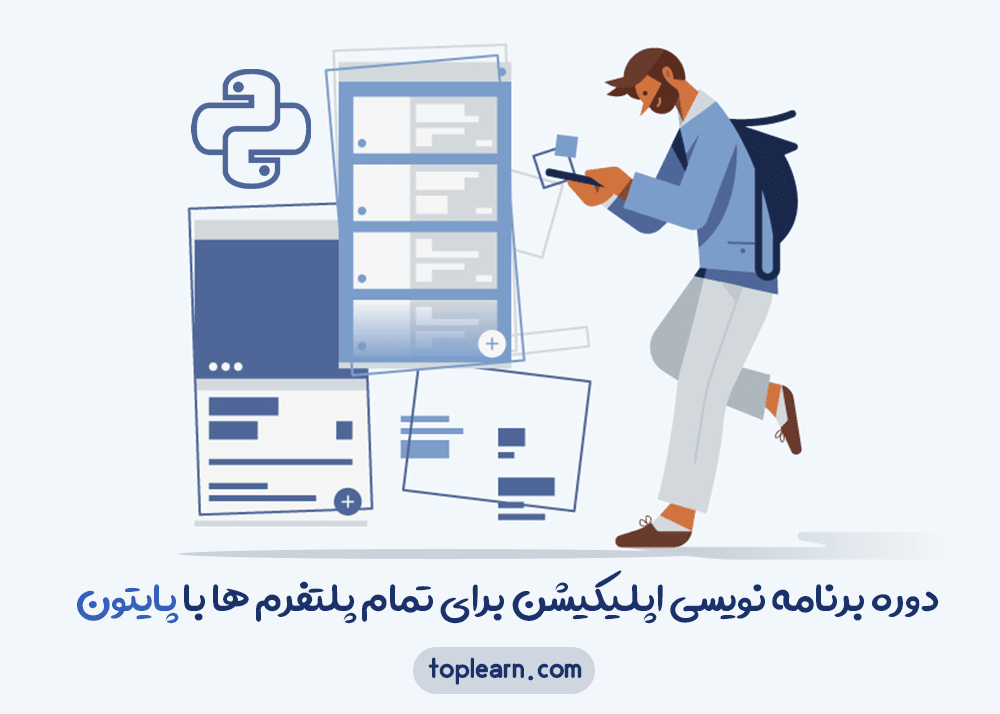 دوره برنامه نویسی اپلیکیشن برای تمام پلتفرم ها با پایتون
toplearn.com